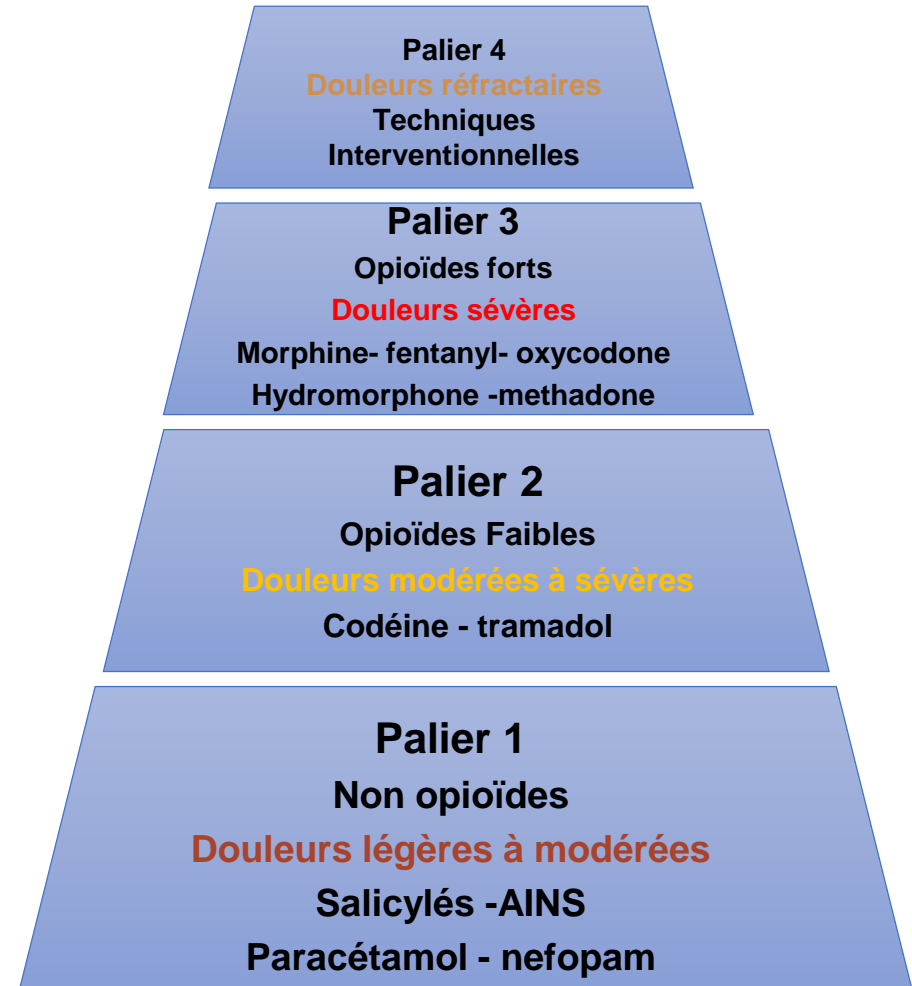 Palier 4
Douleurs réfractaires
Techniques
Interventionnelles
Palier 3
Opioïdes forts
Douleurs sévères
Morphine- fentanyl- oxycodone
Hydromorphone -methadone
Palier 2
Opioïdes Faibles
Douleurs modérées à sévères
Codéine - tramadol
Palier 1
Non opioïdes
Douleurs légères à modérées
Salicylés -AINS
Paracétamol - nefopam